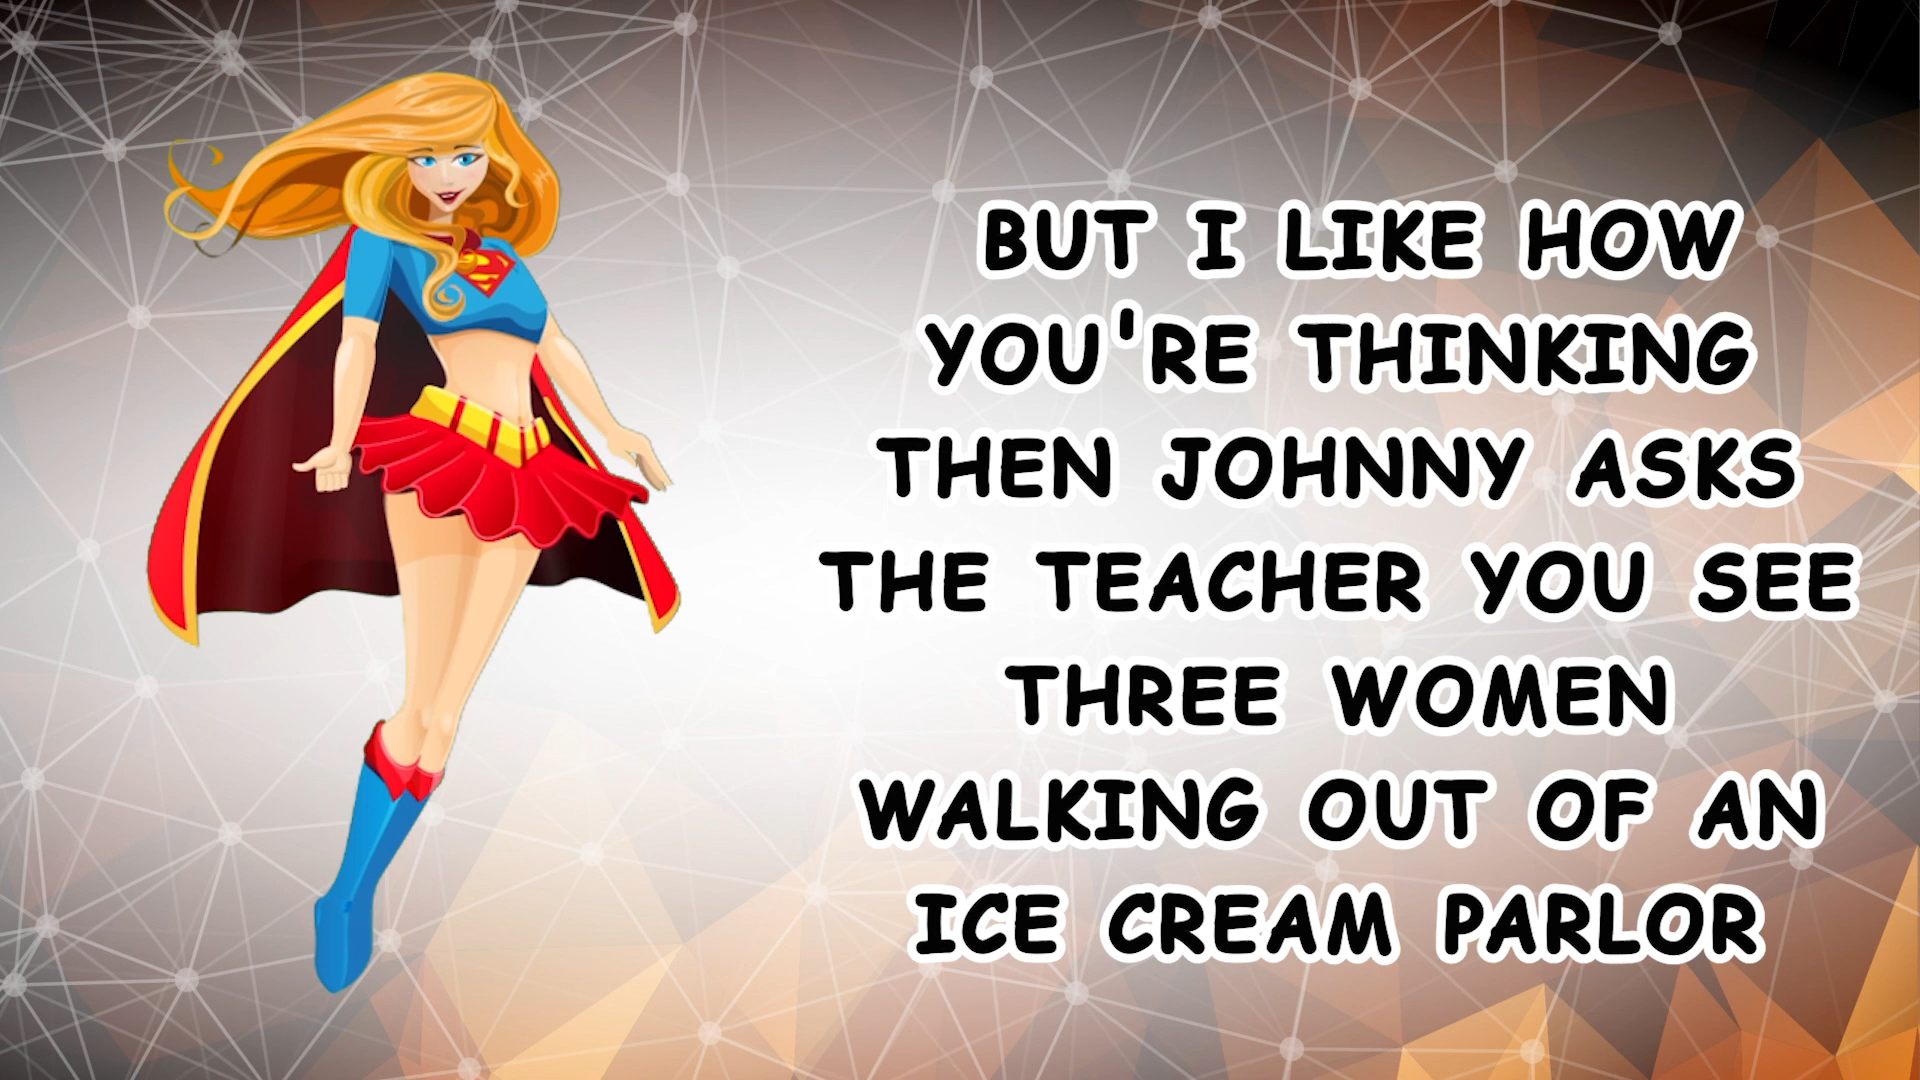 BUT I LIKE HOW
YOU'RE THINKING
THEN JOHNNY ASKS
THE TEACHER YOU SEE
THREE WOMEN
WALKING OUT OF AN
ICE CREAM PARLOR